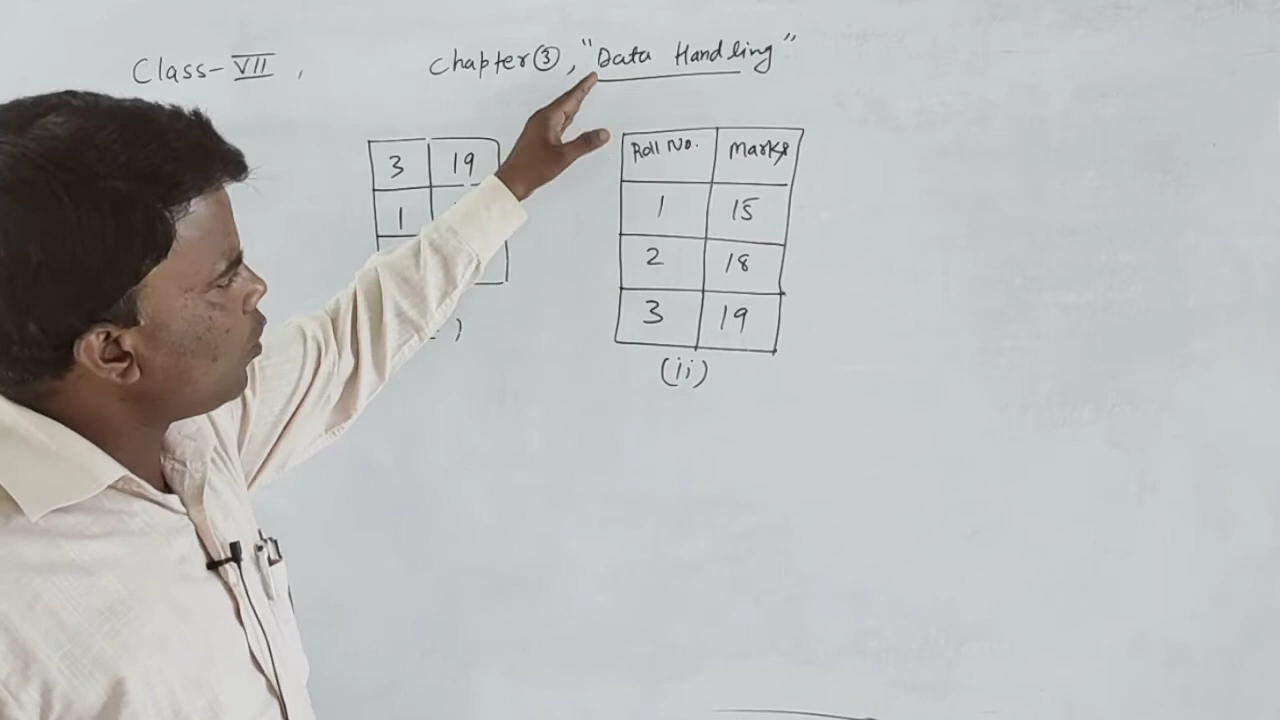 Class-VII, Chapter③, "Data Handling"
3 19
1
)
Roll No. Marks
1 15
2 18
3 19
(ii)